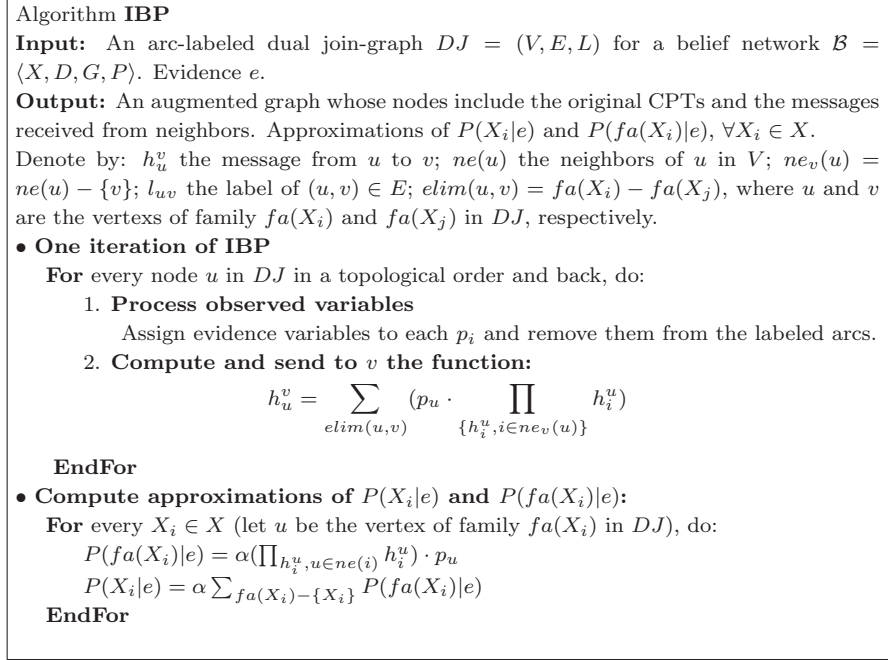 Algorithm IBP
Input: An arc-labeled dual join-graph DJ = (V, E, L) for a belief network ℬ =
⟨X, D, G, P⟩. Evidence e.
Output: An augmented graph whose nodes include the original CPTs and the messages
received from neighbors. Approximations of P(X_i|e) and P(fa(X_i)|e), ∀X_i ∈ X.
Denote by: h_u^v the message from u to v; ne(u) the neighbors of u in V; ne_v(u) =
ne(u) − {v}; l_{uv} the label of (u, v) ∈ E; elim(u, v) = fa(X_i) − fa(X_j), where u and v
are the vertexs of family fa(X_i) and fa(X_j) in DJ, respectively.
• One iteration of IBP
For every node u in DJ in a topological order and back, do:
1. Process observed variables
Assign evidence variables to each p_i and remove them from the labeled arcs.
2. Compute and send to v the function:
h_u^v = ∑_{elim(u,v)} (p_u · ∏_{{h_i^u, i∈ne_v(u)}} h_i^u)
EndFor
• Compute approximations of P(X_i|e) and P(fa(X_i)|e):
For every X_i ∈ X (let u be the vertex of family fa(X_i) in DJ), do:
P(fa(X_i)|e) = α(∏_{h_i^u, u∈ne(i)} h_i^u) · p_u
P(X_i|e) = α ∑_{fa(X_i)−{X_i}} P(fa(X_i)|e)
EndFor